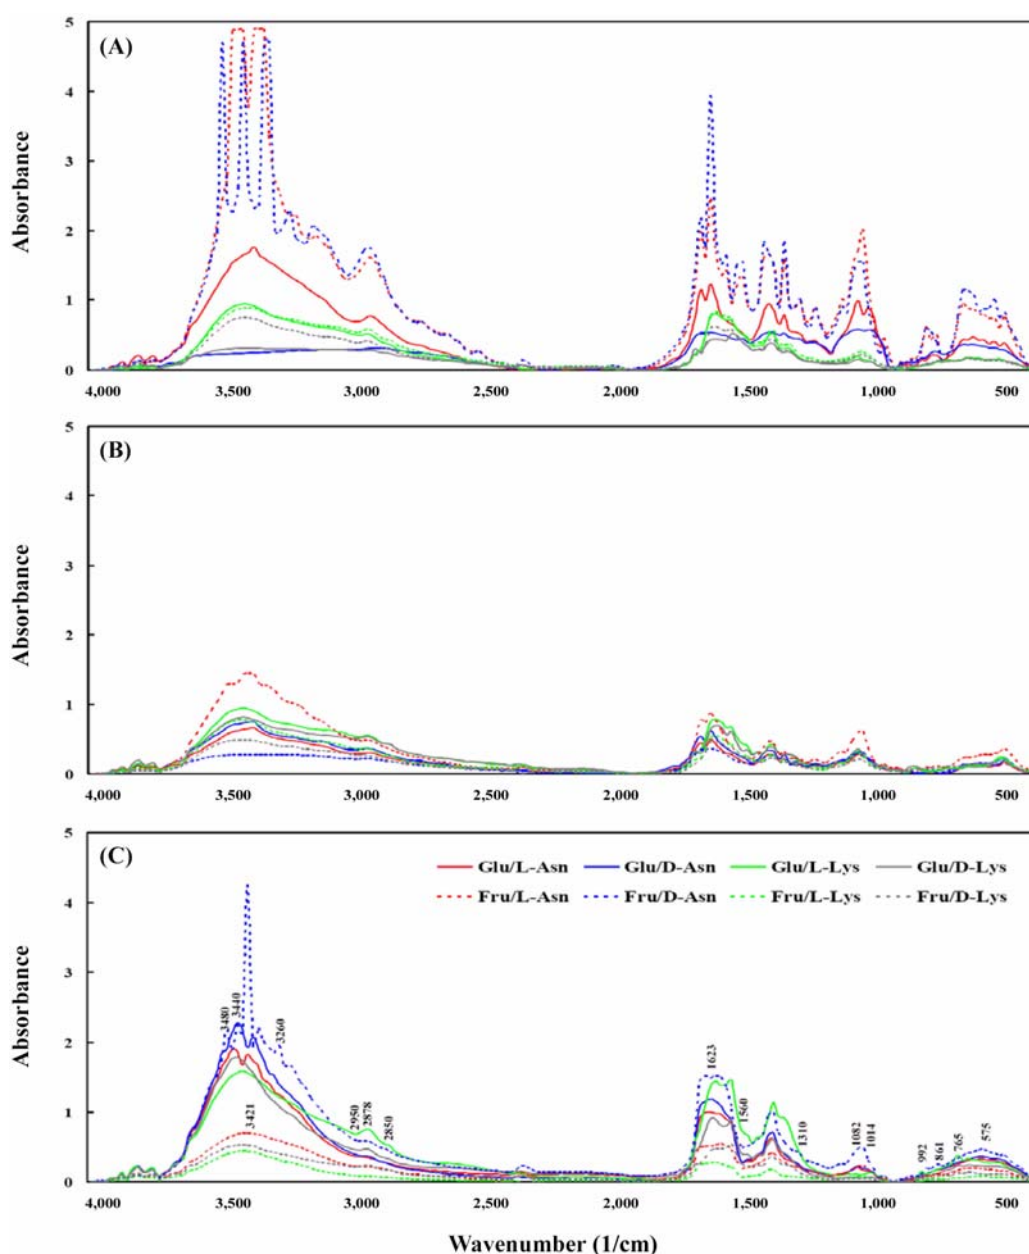 (A)
5
4
3
2
1
0
Absorbance
4,000 3,500 3,000 2,500 2,000 1,500 1,000 500
(B)
5
4
3
2
1
0
Absorbance
4,000 3,500 3,000 2,500 2,000 1,500 1,000 500
(C)
5
4
3
2
1
0
Absorbance
Glu/L-Asn Glu/D-Asn Glu/L-Lys Glu/D-Lys
Fru/L-Asn Fru/D-Asn Fru/L-Lys Fru/D-Lys
3480 3440 3260 3421 2950 2878 2850 1623 1560 1310 1082 1014 992 861 765 575
4,000 3,500 3,000 2,500 2,000 1,500 1,000 500
Wavenumber (1/cm)